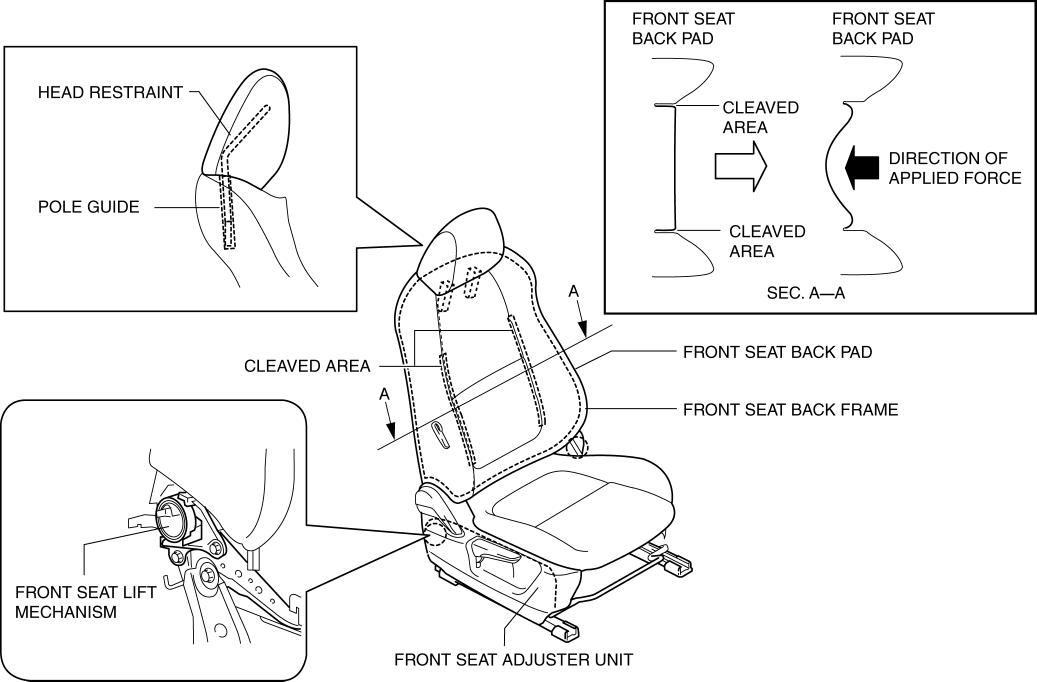 FRONT SEAT
BACK PAD
FRONT SEAT
BACK PAD
HEAD RESTRAINT
CLEAVED
AREA
DIRECTION OF
APPLIED FORCE
POLE GUIDE
CLEAVED
AREA
SEC. A—A
A
CLEAVED AREA
FRONT SEAT BACK PAD
A
FRONT SEAT BACK FRAME
FRONT SEAT LIFT
MECHANISM
FRONT SEAT ADJUSTER UNIT